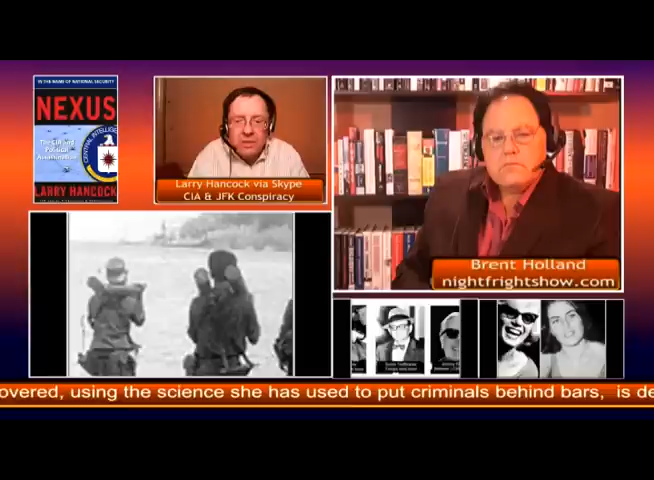 IN THE NAME OF NATIONAL SECURITY
NEXUS
The CIA and
Political
Assassination
CENTRAL INTELLIGENCE
LARRY HANCOCK
Larry Hancock via Skype
CIA & JFK Conspiracy
Brent Holland
nightfrightshow.com
overed, using the science she has used to put criminals behind bars, is de